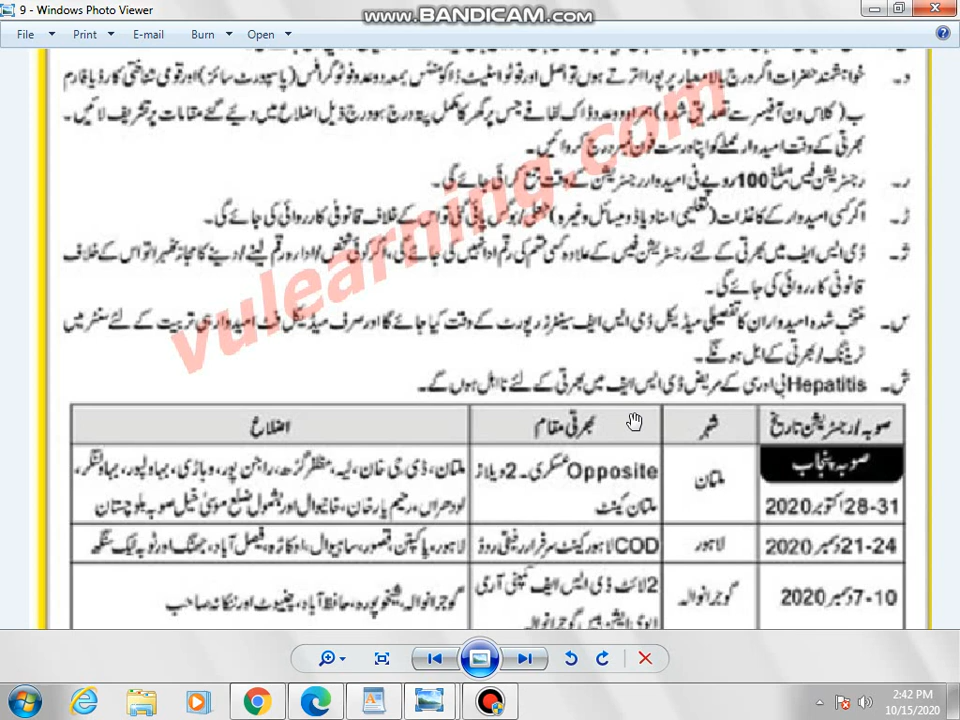 9 - Windows Photo Viewer
www.BANDICAM.com
File Print E-mail Burn Open
د۔ خواہشمند حضرات اگر درج بالا معیار پر پورا اترتے ہوں تو اصل اور فوٹو اسٹیٹ ڈاکومنٹس بمعہ دو عدد فوٹو گرافس (پاسپورٹ سائز) اور قومی شناختی کارڈ یا فارم
ب (کلاس ون آفیسر سے تصدیق شدہ) ہمراہ دو عدد ڈاک لفافے جس پر گھر کا مکمل پتہ درج ہو درج ذیل اضلاع میں دیئے گئے مقامات پر تشریف لائیں۔
بھرتی کے وقت امیدوار عملے کو اپنا درست فون نمبر درج کروائیں۔
ر۔ رجسٹریشن فیس مبلغ 100 روپے فی امیدوار رجسٹریشن کے وقت جمع کرائی جائے گی۔
ڑ۔ اگر کسی امیدوار کے کاغذات (تعلیمی اسناد یا ڈومیسائل وغیرہ) جعلی/بوگس پائی گئی تو اس کے خلاف قانونی کارروائی کی جائے گی۔
ژ۔ ڈی ایس ایف میں بھرتی کے لئے رجسٹریشن فیس کے علاوہ کسی قسم کی رقم ادا نہیں کی جائے گی، اگر کوئی شخص/ادارہ رقم لینے/دینے کا مجاز ٹھہرا تو اس کے خلاف
قانونی کارروائی کی جائے گی۔
س۔ منتخب شدہ امیدواران کا تفصیلی میڈیکل ڈی ایس ایف سینٹرز رپورٹ کے وقت کیا جائے گا اور صرف میڈیکل فٹ امیدوار ہی تربیت کے لئے سنٹر میں
ٹریننگ/بھرتی کے اہل ہونگے۔
ش۔ Hepatitis بی اور سی کے مریض ڈی ایس ایف میں بھرتی کے لئے نااہل ہوں گے۔
vulearning.com
صوبہ/رجسٹریشن تاریخ شہر بھرتی مقام اضلاع
صوبہ پنجاب
28-31 اکتوبر 2020 ملتان Opposite عسکری۔2 ویلاز ملتان، ڈی جی خان، لیہ، مظفر گڑھ، راجن پور، وہاڑی، بہاولپور، بہاولنگر،
ملتان کینٹ لودھراں، رحیم یار خان، خانیوال اور بشمول ضلع موسیٰ خیل صوبہ بلوچستان
21-24 دسمبر 2020 لاہور COD لاہور کینٹ سرفراز رفیقی روڈ لاہور، پاکپتن، قصور، ساہیوال، اوکاڑہ، فیصل آباد، جھنگ اور ٹوبہ ٹیک سنگھ
7-10 دسمبر 2020 گوجرانوالہ 2 لائٹ ڈی ایس ایف کمپنی آرمی گوجرانوالہ، شیخوپورہ، حافظ آباد، چنیوٹ اور ننکانہ صاحب
ایوی ایشن بیس گوجرانوالہ
2:42 PM
10/15/2020